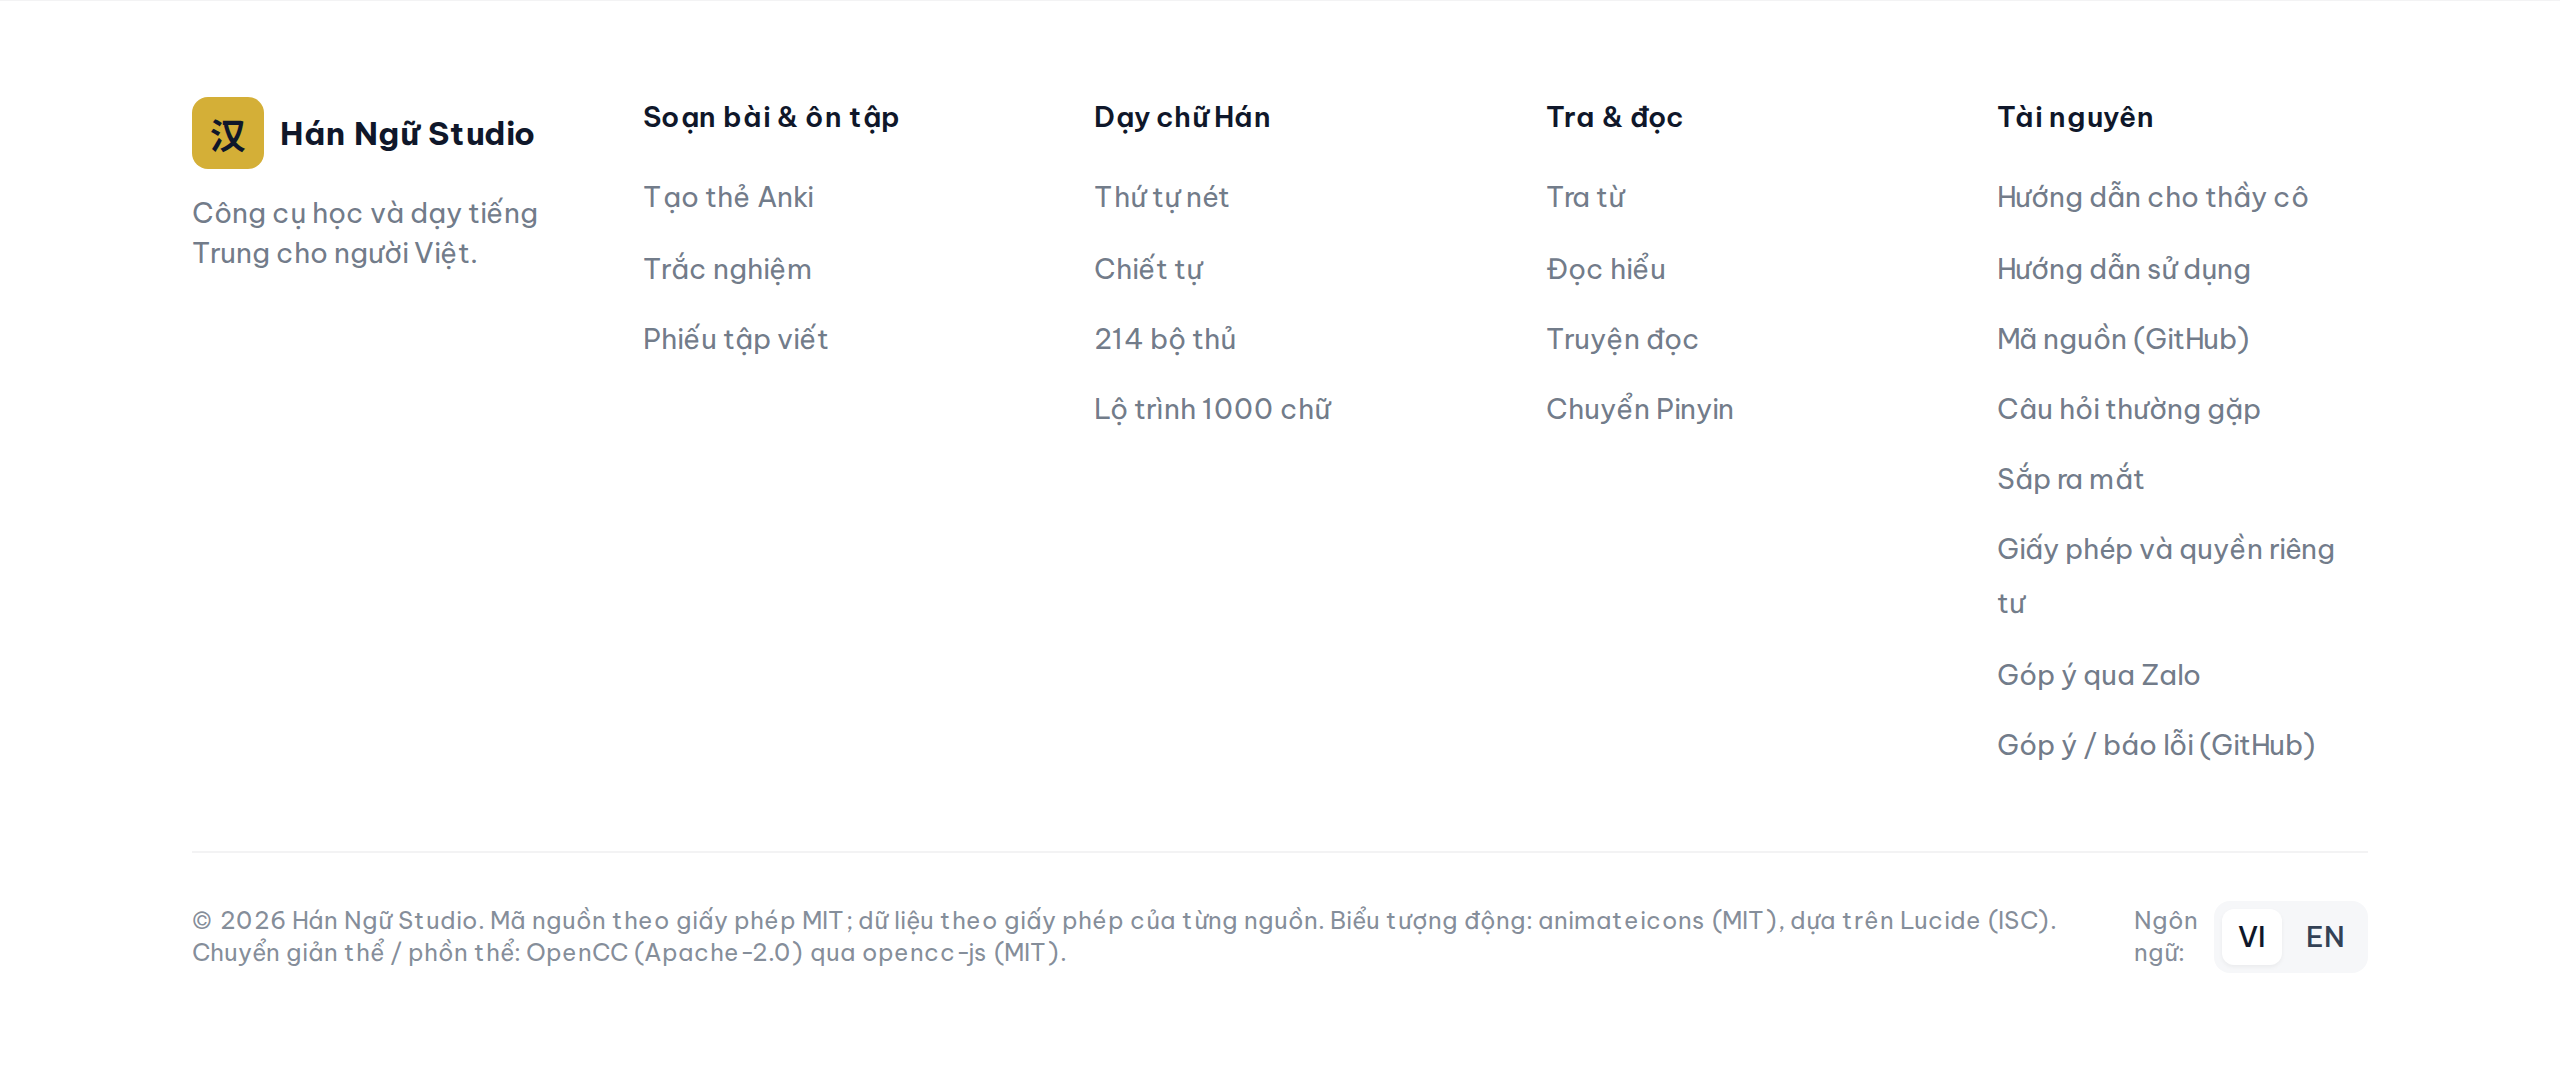 汉 Hán Ngữ Studio
Công cụ học và dạy tiếng
Trung cho người Việt.
Soạn bài & ôn tập
Tạo thẻ Anki
Trắc nghiệm
Phiếu tập viết
Dạy chữ Hán
Thứ tự nét
Chiết tự
214 bộ thủ
Lộ trình 1000 chữ
Tra & đọc
Tra từ
Đọc hiểu
Truyện đọc
Chuyển Pinyin
Tài nguyên
Hướng dẫn cho thầy cô
Hướng dẫn sử dụng
Mã nguồn (GitHub)
Câu hỏi thường gặp
Sắp ra mắt
Giấy phép và quyền riêng
tư
Góp ý qua Zalo
Góp ý / báo lỗi (GitHub)
© 2026 Hán Ngữ Studio. Mã nguồn theo giấy phép MIT; dữ liệu theo giấy phép của từng nguồn. Biểu tượng động: animateicons (MIT), dựa trên Lucide (ISC).
Chuyển giản thể / phồn thể: OpenCC (Apache-2.0) qua opencc-js (MIT).
Ngôn
ngữ:
VI EN